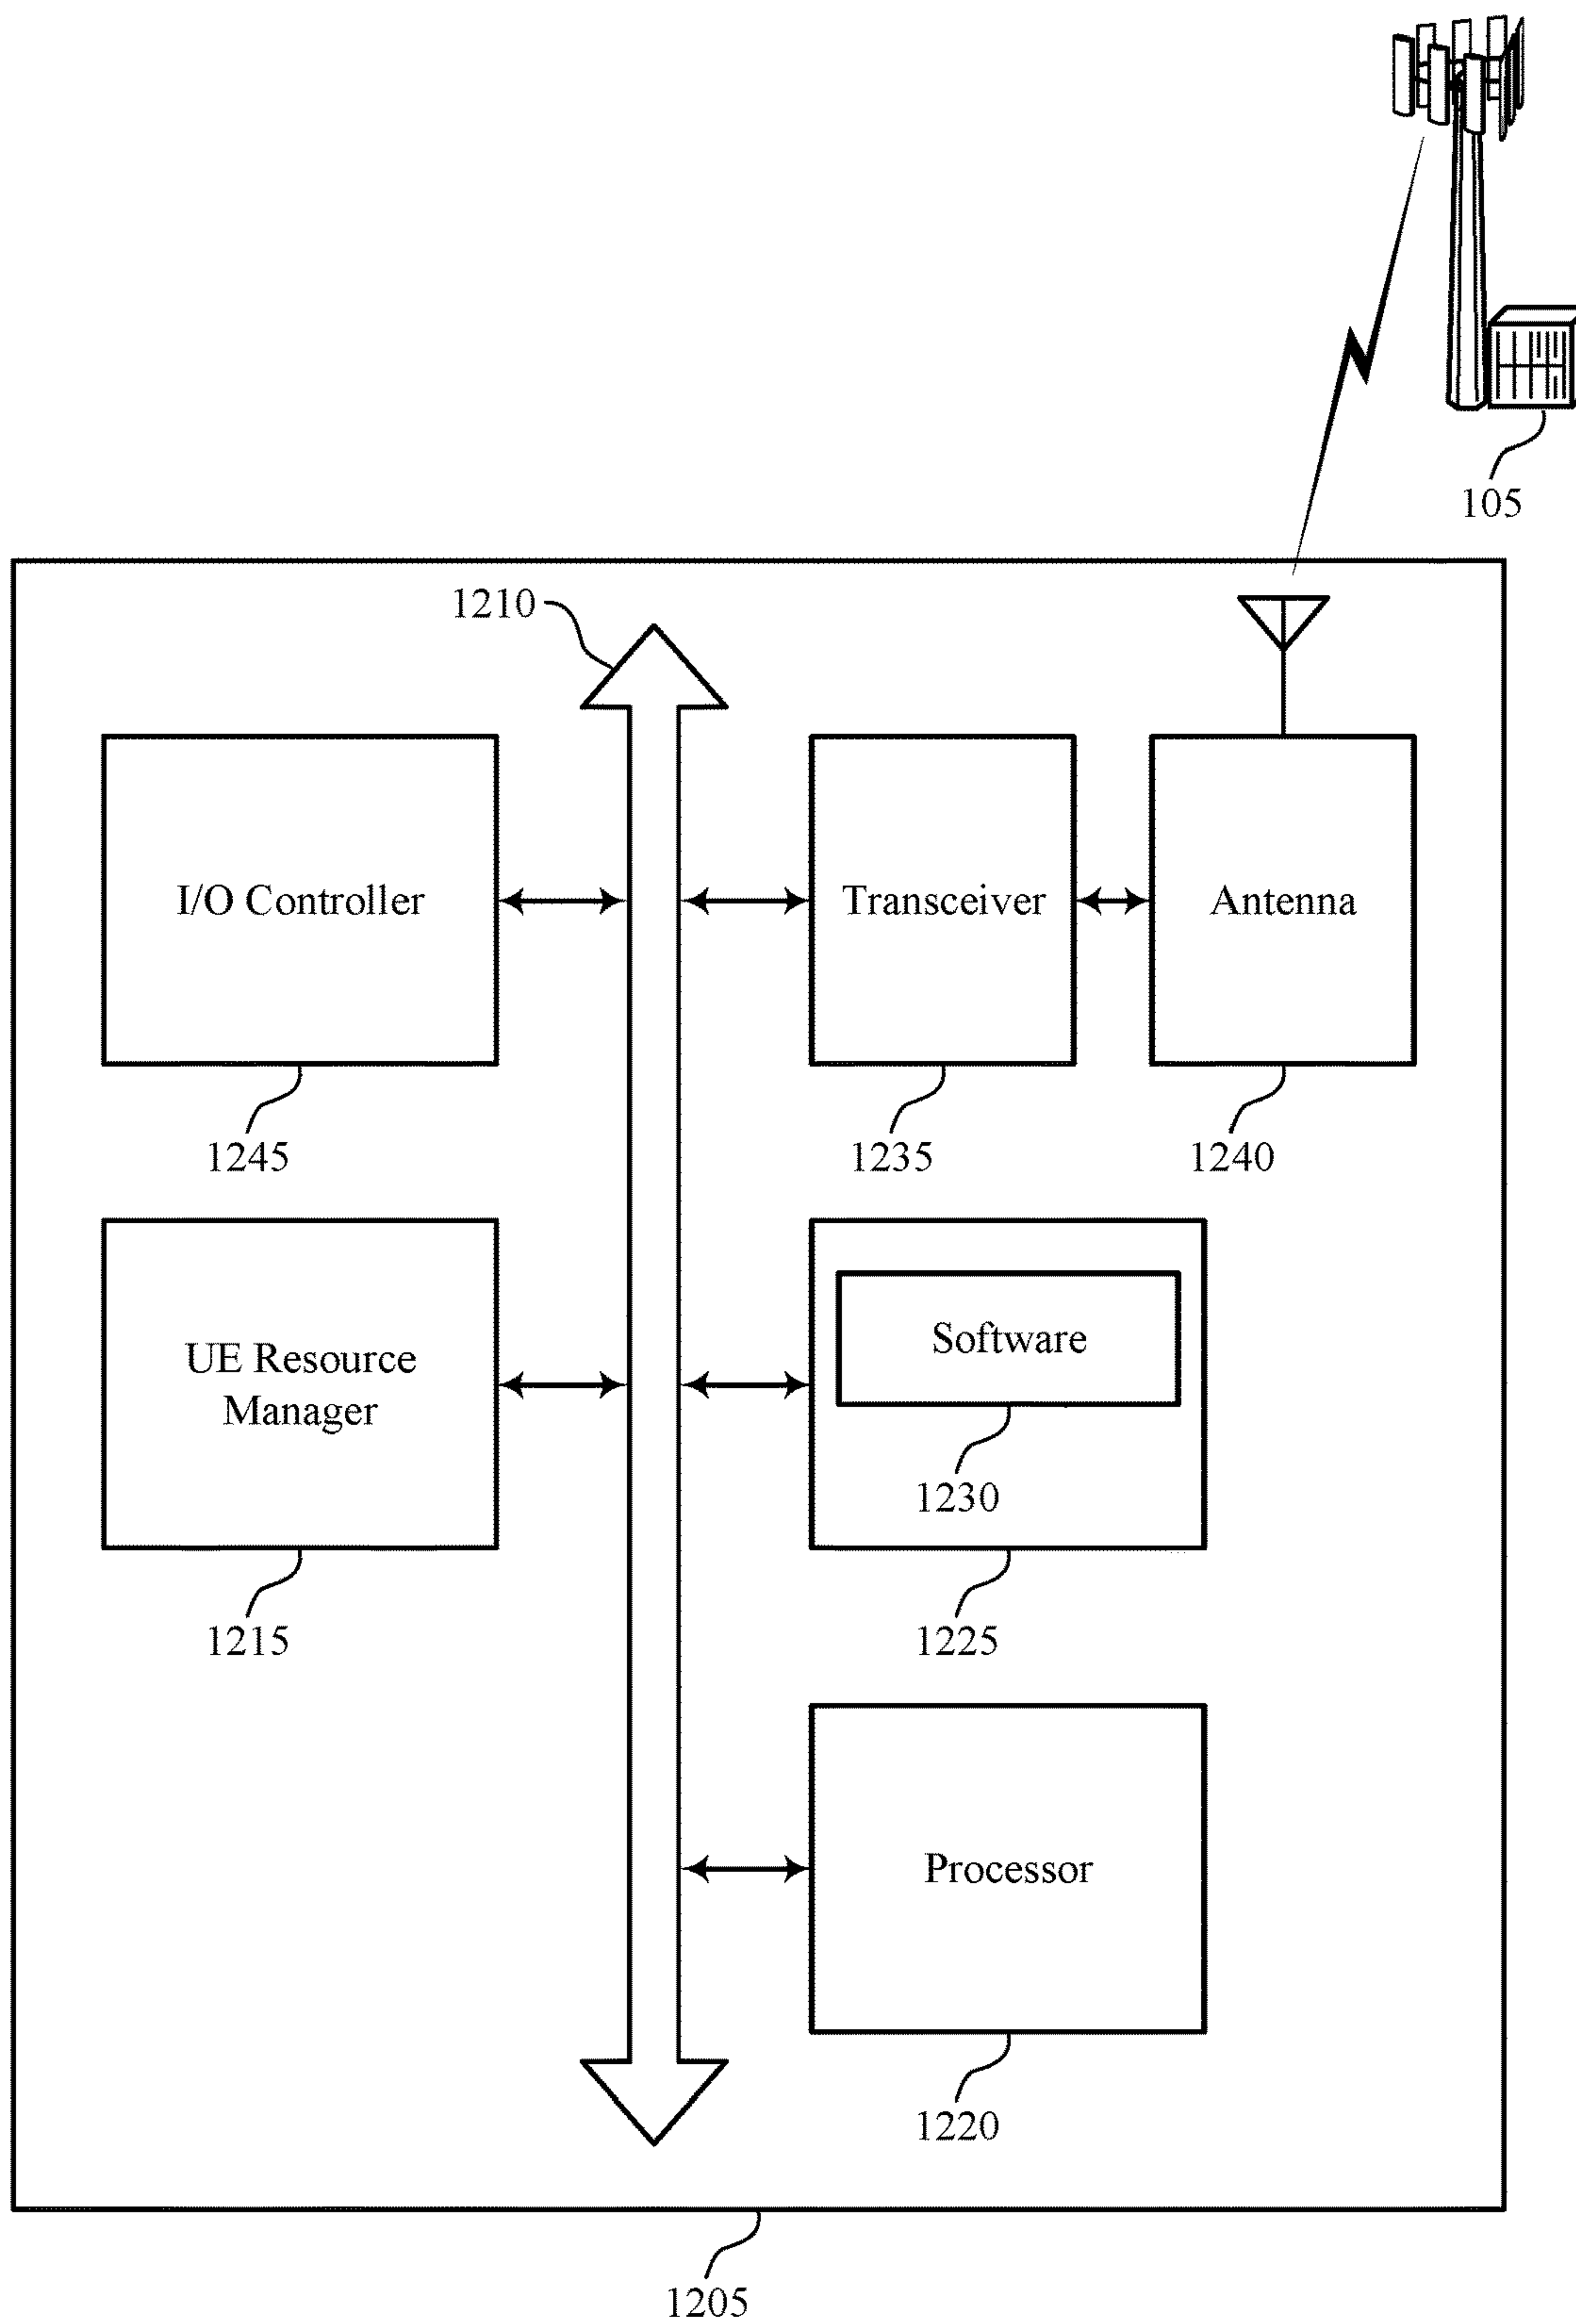 105
1210
I/O Controller
Transceiver
Antenna
1245
1235
1240
UE Resource
Manager
Software
1230
1215
1225
Processor
1220
1205